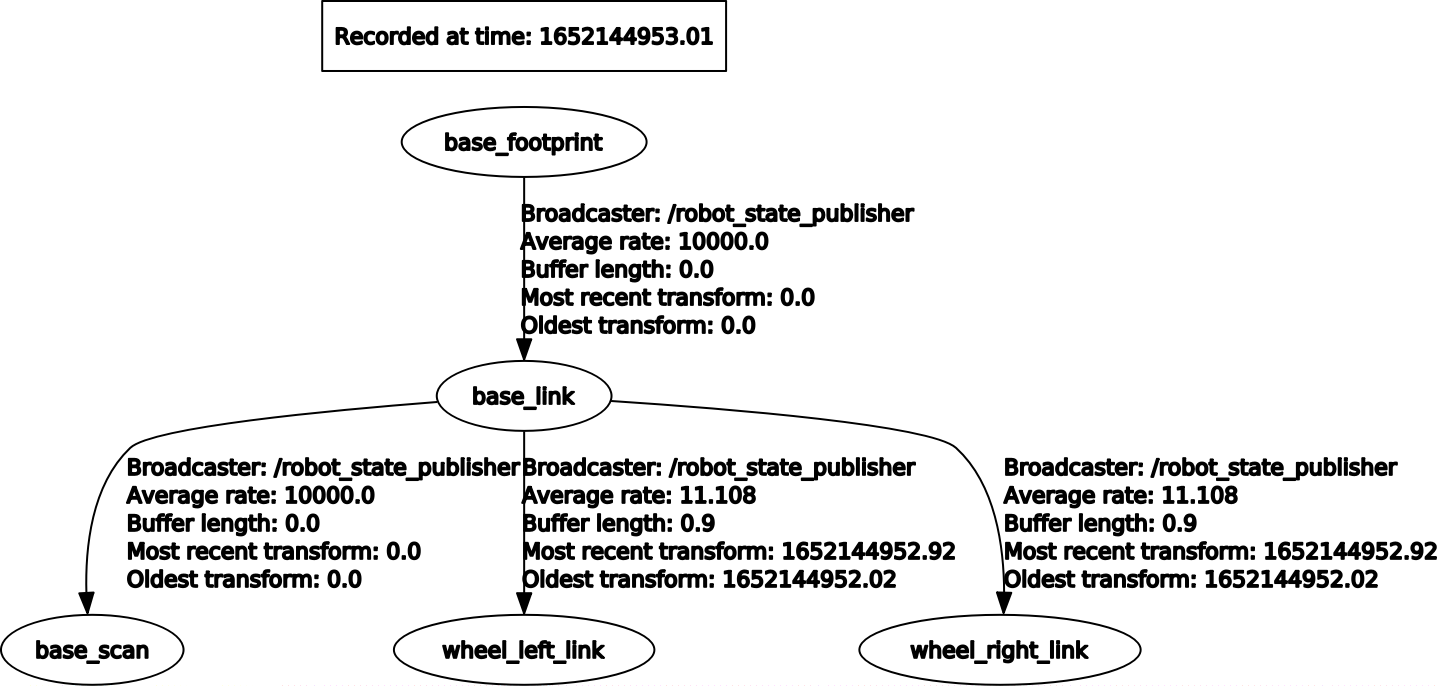 Recorded at time: 1652144953.01
base_footprint
Broadcaster: /robot_state_publisher
Average rate: 10000.0
Buffer length: 0.0
Most recent transform: 0.0
Oldest transform: 0.0
base_link
Broadcaster: /robot_state_publisher
Average rate: 10000.0
Buffer length: 0.0
Most recent transform: 0.0
Oldest transform: 0.0
Broadcaster: /robot_state_publisher
Average rate: 11.108
Buffer length: 0.9
Most recent transform: 1652144952.92
Oldest transform: 1652144952.02
Broadcaster: /robot_state_publisher
Average rate: 11.108
Buffer length: 0.9
Most recent transform: 1652144952.92
Oldest transform: 1652144952.02
base_scan
wheel_left_link
wheel_right_link